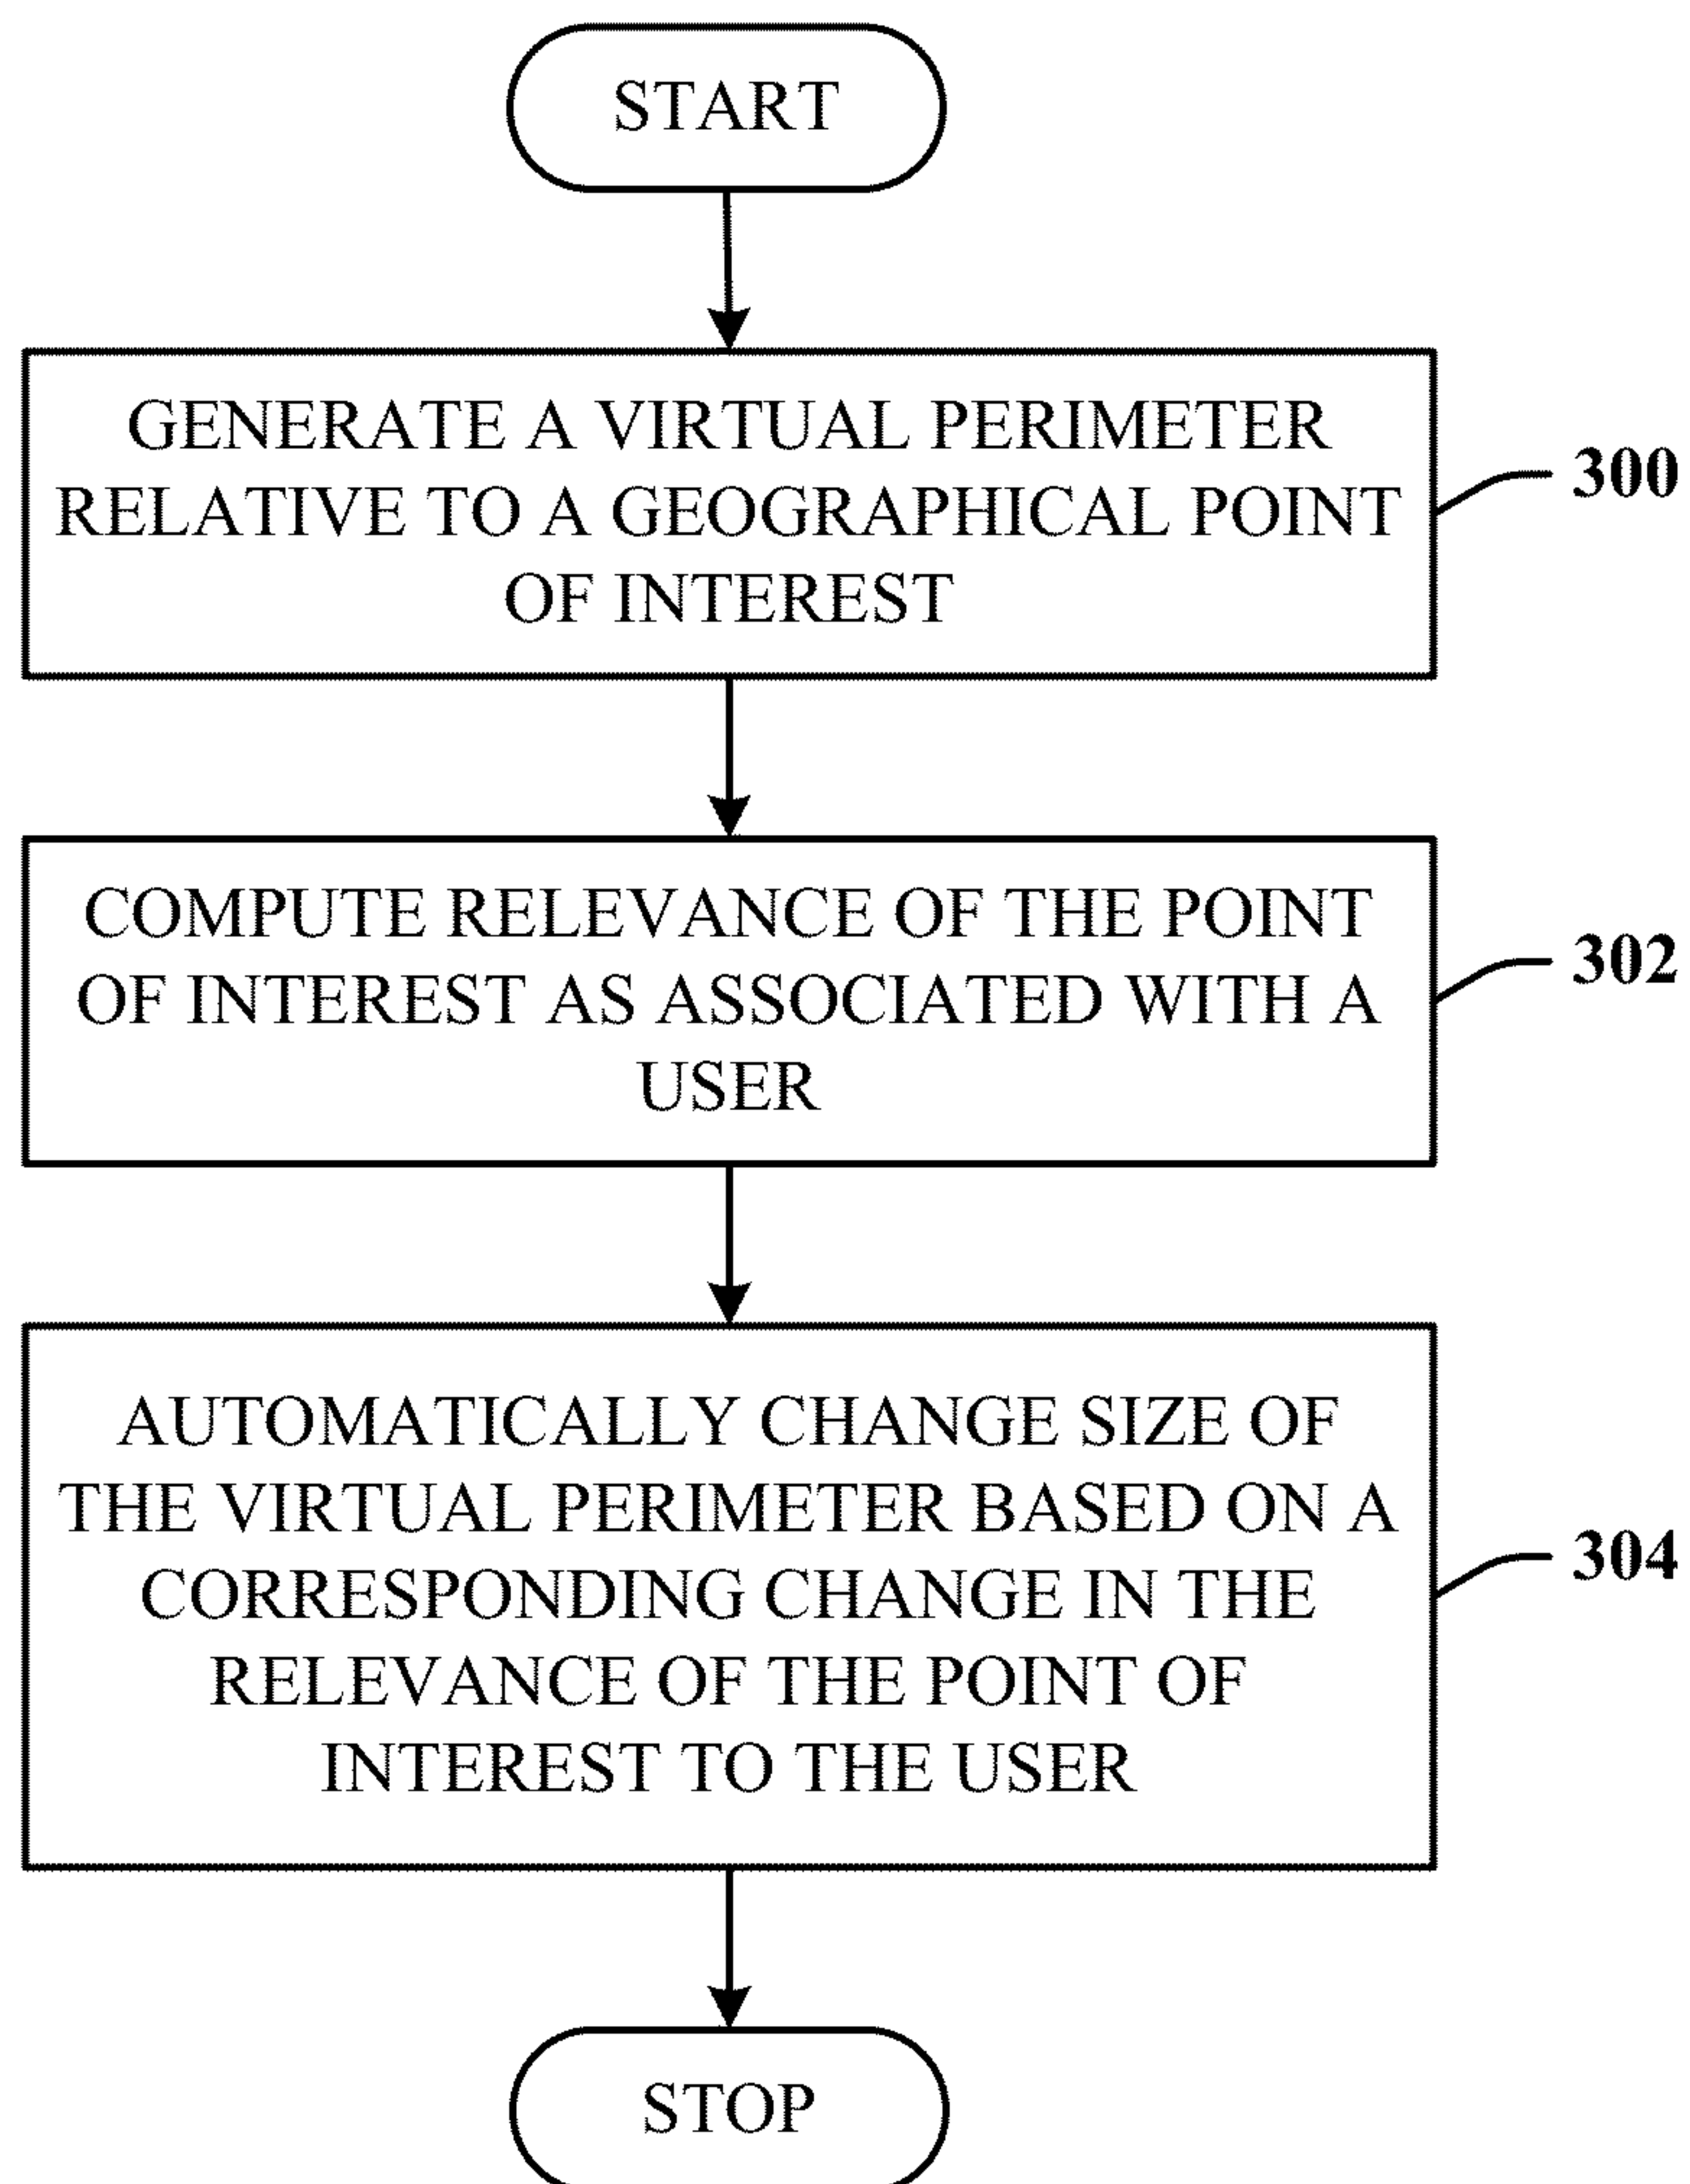 START
GENERATE A VIRTUAL PERIMETER
RELATIVE TO A GEOGRAPHICAL POINT
OF INTEREST
300
COMPUTE RELEVANCE OF THE POINT
OF INTEREST AS ASSOCIATED WITH A
USER
302
AUTOMATICALLY CHANGE SIZE OF
THE VIRTUAL PERIMETER BASED ON A
CORRESPONDING CHANGE IN THE
RELEVANCE OF THE POINT OF
INTEREST TO THE USER
304
STOP